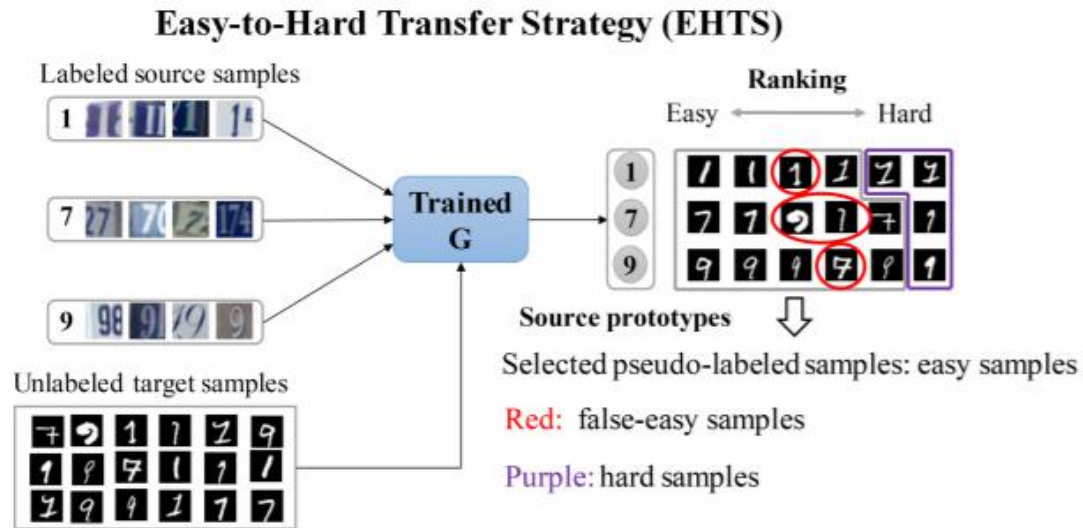 Easy-to-Hard Transfer Strategy (EHTS)
Labeled source samples
1
7
9
Unlabeled target samples
Trained
G
Ranking
Easy
Hard
1
7
9
Source prototypes
Selected pseudo-labeled samples: easy samples
Red: false-easy samples
Purple: hard samples